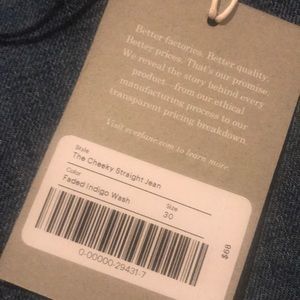 Better factories. Better quality.
Better prices. That's our promise.
We reveal the story behind every
product—from our ethical
manufacturing process to our
transparent pricing breakdown.
Visit everlane.com to learn more.
Style
The Cheeky Straight Jean
Color
Faded Indigo Wash
Size
30
0-00000-29431-7
$68